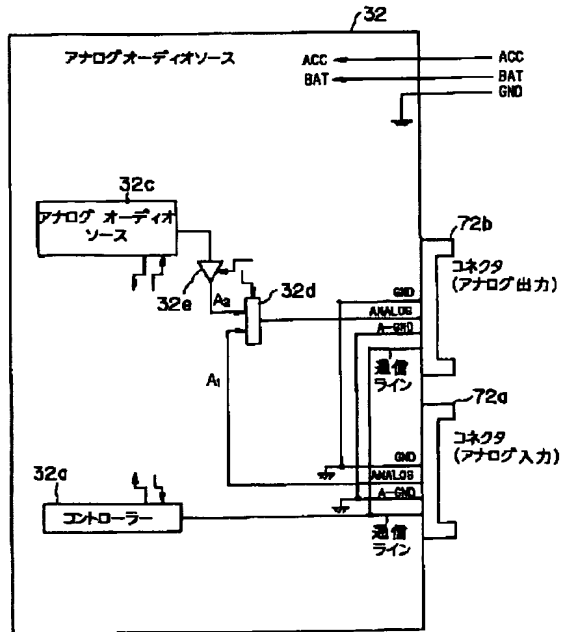 32
アナログオーディオソース
ACC
BAT
ACC
BAT
GND
32c
アナログ オーディオ
ソース
32e
A2
32d
72b
コネクタ
(アナログ出力)
GND
ANALOG
A-GND
通信
ライン
A1
72a
コネクタ
(アナログ入力)
GND
ANALOG
A-GND
通信
ライン
32a
コントローラー